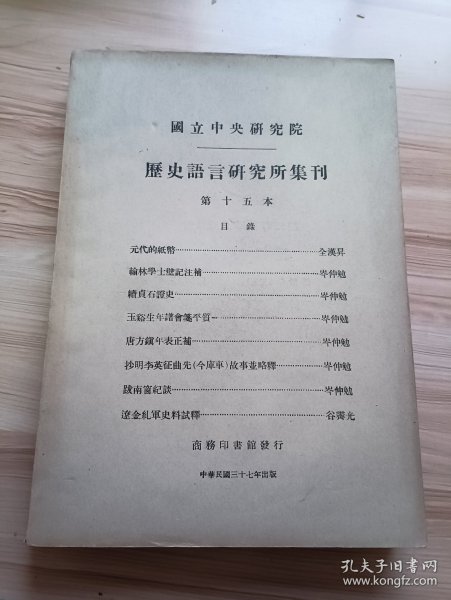 國立中央研究院
歷史語言研究所集刊
第十五本
目錄
元代的紙幣……全漢昇
翰林學士壁記注補……岑仲勉
續貞石證史……岑仲勉
玉谿生年譜會箋平質……岑仲勉
唐方鎭年表正補……岑仲勉
抄明李英征曲先(今庫車)故事並略釋……岑仲勉
跋南窗紀談……岑仲勉
遼金糺軍史料試釋……谷霽光
商務印書館發行
中華民國三十七年出版
孔夫子旧书网
www.kongfz.com